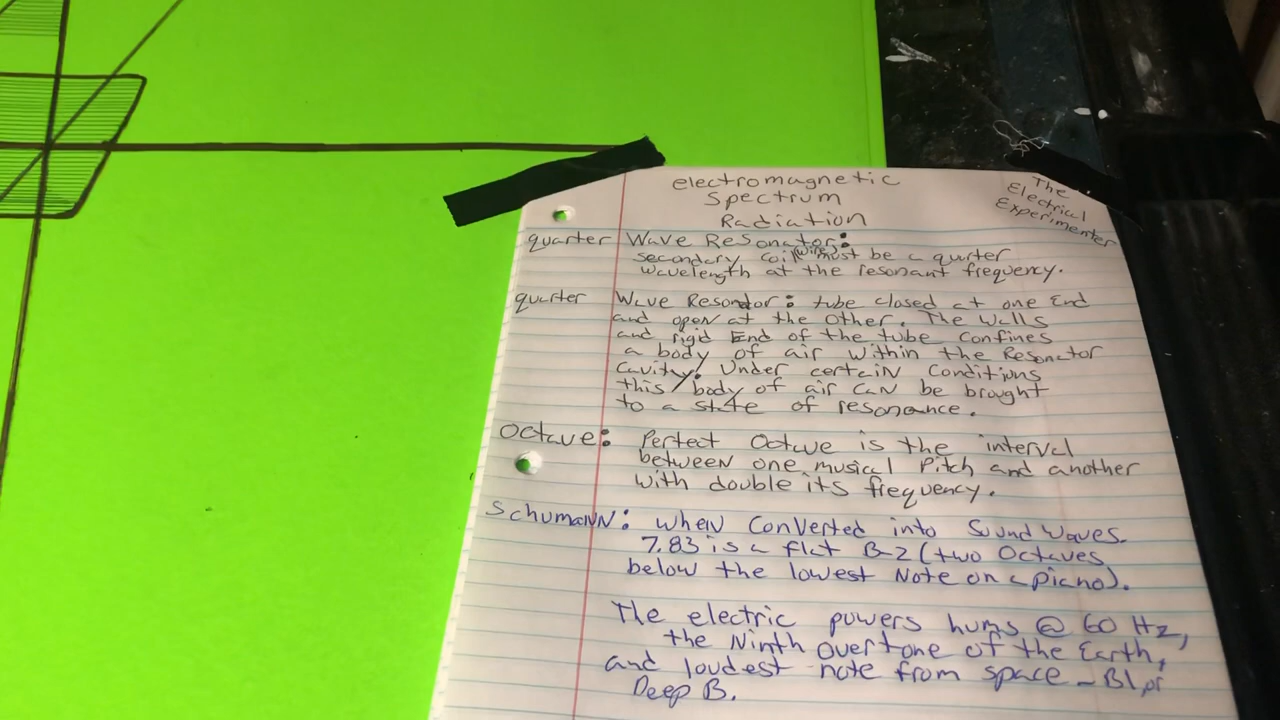 electromagnetic
Spectrum
Radiation
The
Electrical
Experimenter
quarter Wave Resonator:
secondary coil (wire) must be a quarter
wavelength at the resonant frequency.
quarter Wave Resonator: tube closed at one End
and open at the other. The Walls
and rigid End of the tube confines
a body of air within the Resonator
cavity. Under certain conditions
this body of air can be brought
to a state of resonance.
Octave: Perfect Octave is the interval
between one musical Pitch and another
with double its frequency.
Schumann: When Converted into Sound Waves.
7.83 is a flat B-2 (two Octaves
below the lowest Note on a piano).
The electric powers hums @ 60 Hz,
the Ninth overtone of the Earth,
and loudest note from space - B1, or
Deep B.